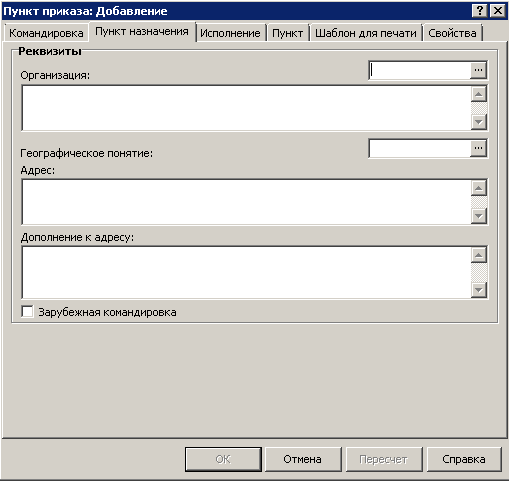 Пункт приказа: Добавление
Командировка Пункт назначения Исполнение Пункт Шаблон для печати Свойства
Реквизиты
Организация:
Географическое понятие:
Адрес:
Дополнение к адресу:
Зарубежная командировка
ОК Отмена Пересчет Справка